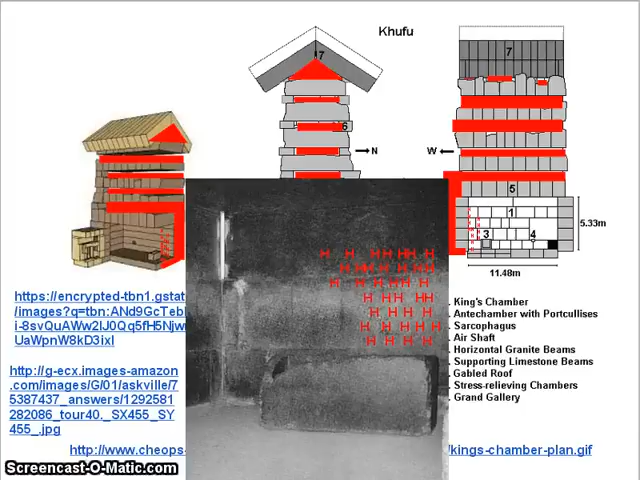 Khufu
7
7
6
N
W
5
1
3
4
5.33m
11.48m
H H H H H H H
H H H H H H H
H H H H H H
H H H H H
H H H H H
H H H H H
H H H H H
https://encrypted-tbn1.gstat
/images?q=tbn:ANd9GcTebl
i-8svQuAWw2IJ0Qq5fH5Njw
UaWpnW8kD3ixI
http://g-ecx.images-amazon
.com/images/G/01/askville/7
5387437_answers/1292581
282086_tour40._SX455_SY
455_.jpg
. King's Chamber
. Antechamber with Portcullises
. Sarcophagus
. Air Shaft
. Horizontal Granite Beams
. Supporting Limestone Beams
. Gabled Roof
. Stress-relieving Chambers
. Grand Gallery
http://www.cheops- /kings-chamber-plan.gif
Screencast-O-Matic.com